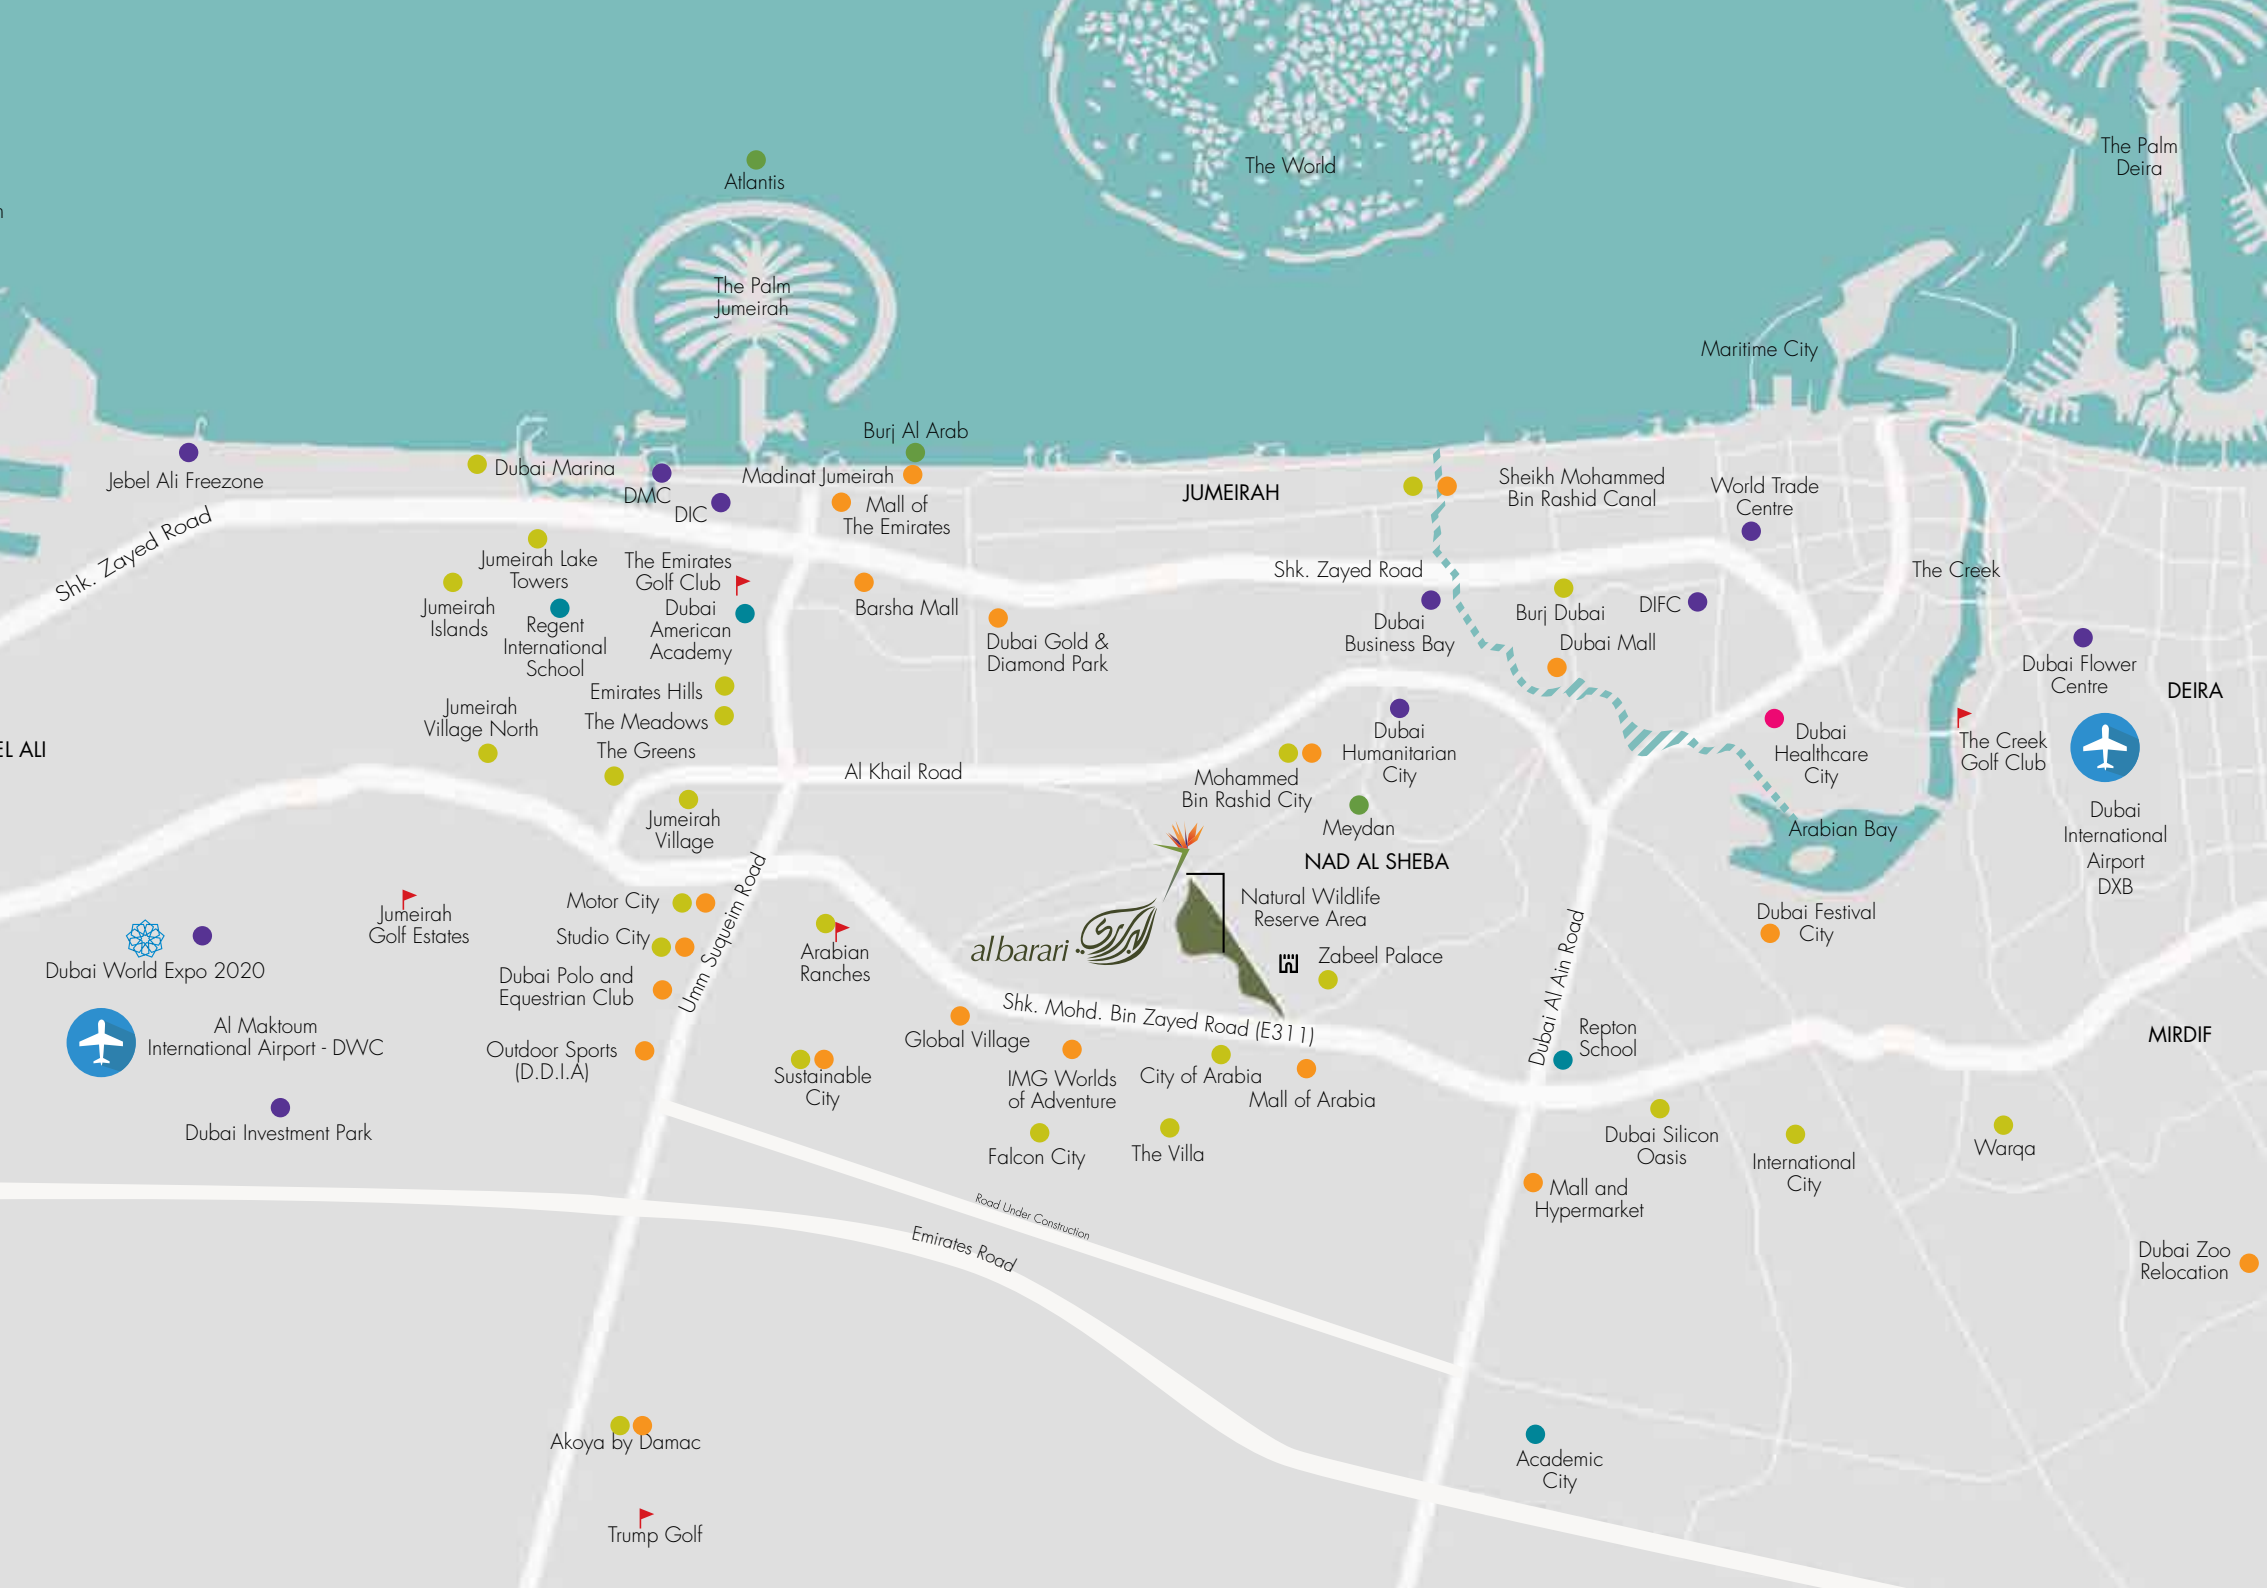 The Palm
Deira
The World
Atlantis
The Palm
Jumeirah
Maritime City
Burj Al Arab
Jebel Ali Freezone
Dubai Marina
DMC
DIC
Madinat Jumeirah
Mall of
The Emirates
JUMEIRAH
Sheikh Mohammed
Bin Rashid Canal
World Trade
Centre
Shk. Zayed Road
Jumeirah Lake
Towers
The Emirates
Golf Club
Shk. Zayed Road
The Creek
Jumeirah
Islands
Regent
International
School
Dubai
American
Academy
Barsha Mall
Dubai Gold &
Diamond Park
Dubai
Business Bay
Burj Dubai
DIFC
Dubai Mall
Dubai Flower
Centre
DEIRA
Emirates Hills
The Meadows
The Greens
Jumeirah
Village North
EL ALI
Al Khail Road
Dubai
Humanitarian
City
Mohammed
Bin Rashid City
Dubai
Healthcare
City
The Creek
Golf Club
Dubai
International
Airport
DXB
Jumeirah
Village
Meydan
Arabian Bay
NAD AL SHEBA
Umm Suqueim Road
Motor City
Studio City
Jumeirah
Golf Estates
Natural Wildlife
Reserve Area
Dubai Festival
City
Dubai World Expo 2020
Dubai Polo and
Equestrian Club
Arabian
Ranches
al barari
البراري
Zabeel Palace
Dubai Al Ain Road
Al Maktoum
International Airport - DWC
Outdoor Sports
(D.D.I.A)
Shk. Mohd. Bin Zayed Road (E311)
Global Village
Repton
School
MIRDIF
Sustainable
City
IMG Worlds
of Adventure
City of Arabia
Mall of Arabia
Dubai Investment Park
Falcon City
The Villa
Dubai Silicon
Oasis
International
City
Warqa
Mall and
Hypermarket
Road Under Construction
Emirates Road
Dubai Zoo
Relocation
Akoya by Damac
Academic
City
Trump Golf